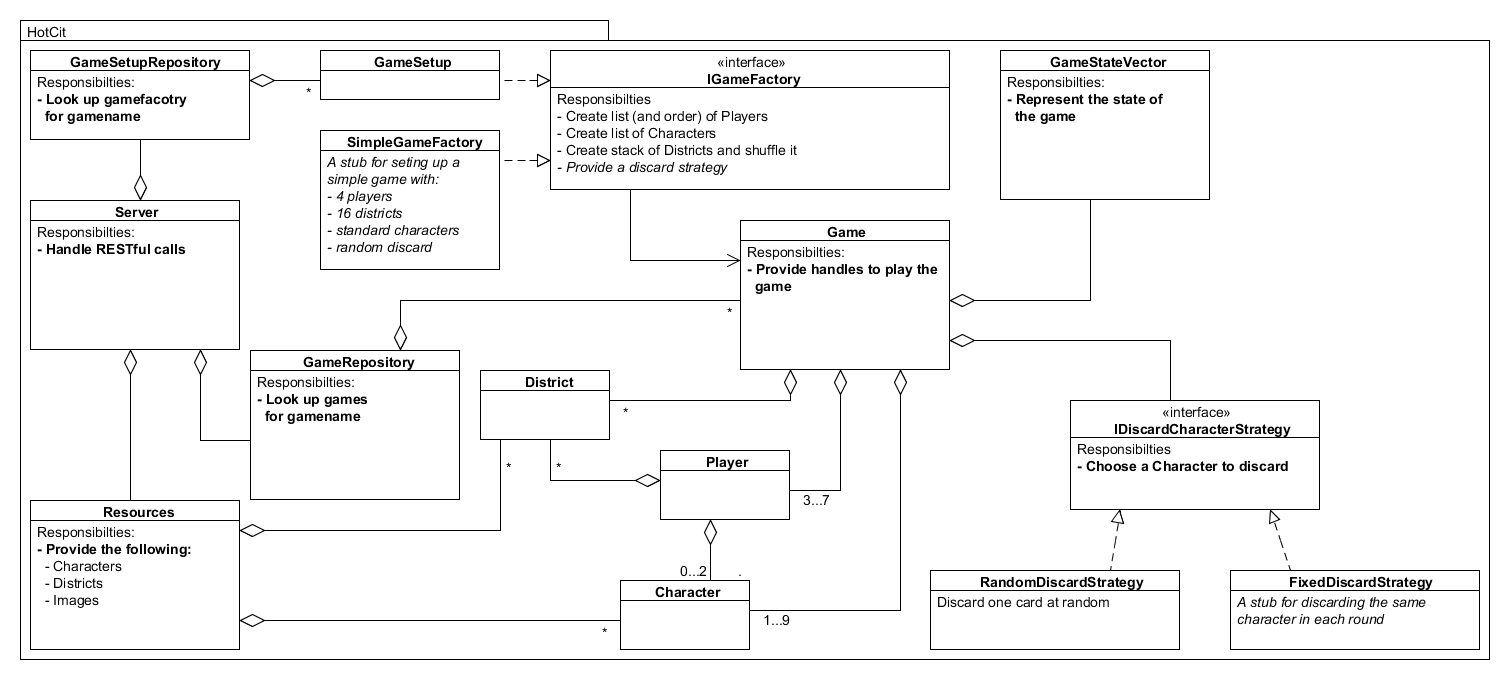 HotCit
GameSetupRepository
Responsibilties:
- Look up gamefacotry
for gamename
*
GameSetup
«interface»
IGameFactory
Responsibilties
- Create list (and order) of Players
- Create list of Characters
- Create stack of Districts and shuffle it
- Provide a discard strategy
GameStateVector
Responsibilties:
- Represent the state of
the game
SimpleGameFactory
A stub for seting up a
simple game with:
- 4 players
- 16 districts
- standard characters
- random discard
Server
Responsibilties:
- Handle RESTful calls
Game
Responsibilties:
- Provide handles to play the
game
*
GameRepository
Responsibilties:
- Look up games
for gamename
District
*
*
*
Player
3...7
«interface»
IDiscardCharacterStrategy
Responsibilties
- Choose a Character to discard
Resources
Responsibilties:
- Provide the following:
- Characters
- Districts
- Images
0...2
.
Character
1...9
*
RandomDiscardStrategy
Discard one card at random
FixedDiscardStrategy
A stub for discarding the same
character in each round